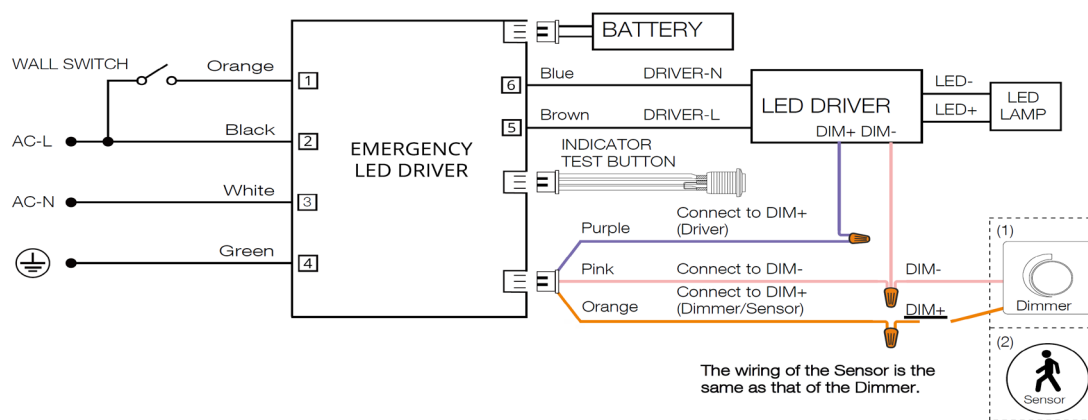 BATTERY
WALL SWITCH
Orange
1
6
Blue
DRIVER-N
LED DRIVER
LED-
LED+
LED
LAMP
AC-L
Black
2
5
Brown
DRIVER-L
DIM+ DIM-
EMERGENCY
LED DRIVER
INDICATOR
TEST BUTTON
AC-N
White
3
Green
4
Purple
Connect to DIM+
(Driver)
Pink
Connect to DIM-
DIM-
Orange
Connect to DIM+
(Dimmer/Sensor)
DIM+
(1)
Dimmer
(2)
Sensor
The wiring of the Sensor is the
same as that of the Dimmer.